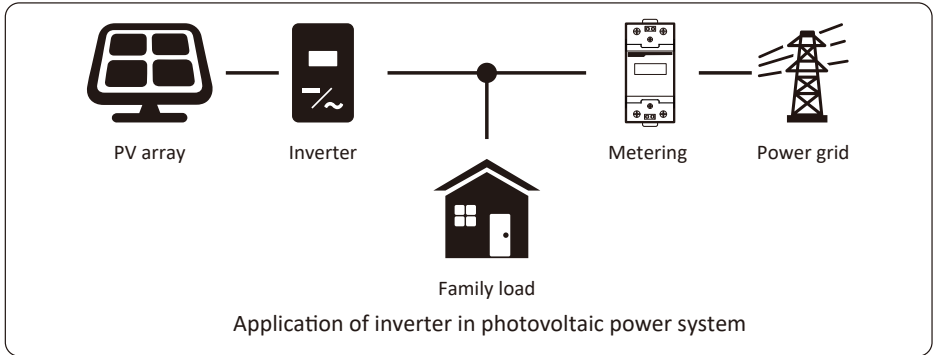 PV array
Inverter
Metering
Power grid
Family load
Application of inverter in photovoltaic power system